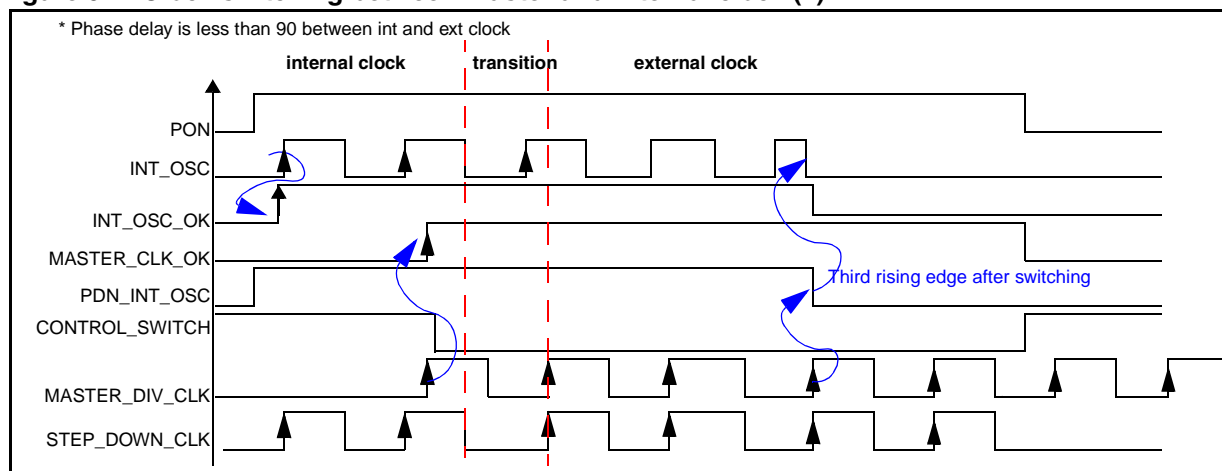 * Phase delay is less than 90 between int and ext clock
internal clock transition external clock
PON
INT_OSC
INT_OSC_OK
MASTER_CLK_OK
PDN_INT_OSC
Third rising edge after switching
CONTROL_SWITCH
MASTER_DIV_CLK
STEP_DOWN_CLK